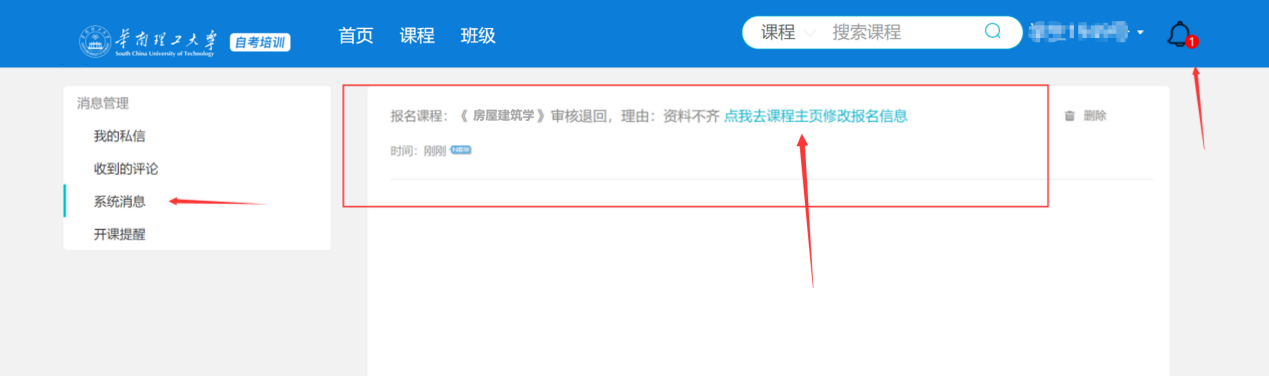 华南理工大学
South China University of Technology
自考培训
首页 课程 班级
课程 搜索课程
1
消息管理
我的私信
收到的评论
系统消息
开课提醒
报名课程：《 房屋建筑学 》审核退回，理由：资料不齐 点我去课程主页修改报名信息
删除
时间：刚刚 NEW